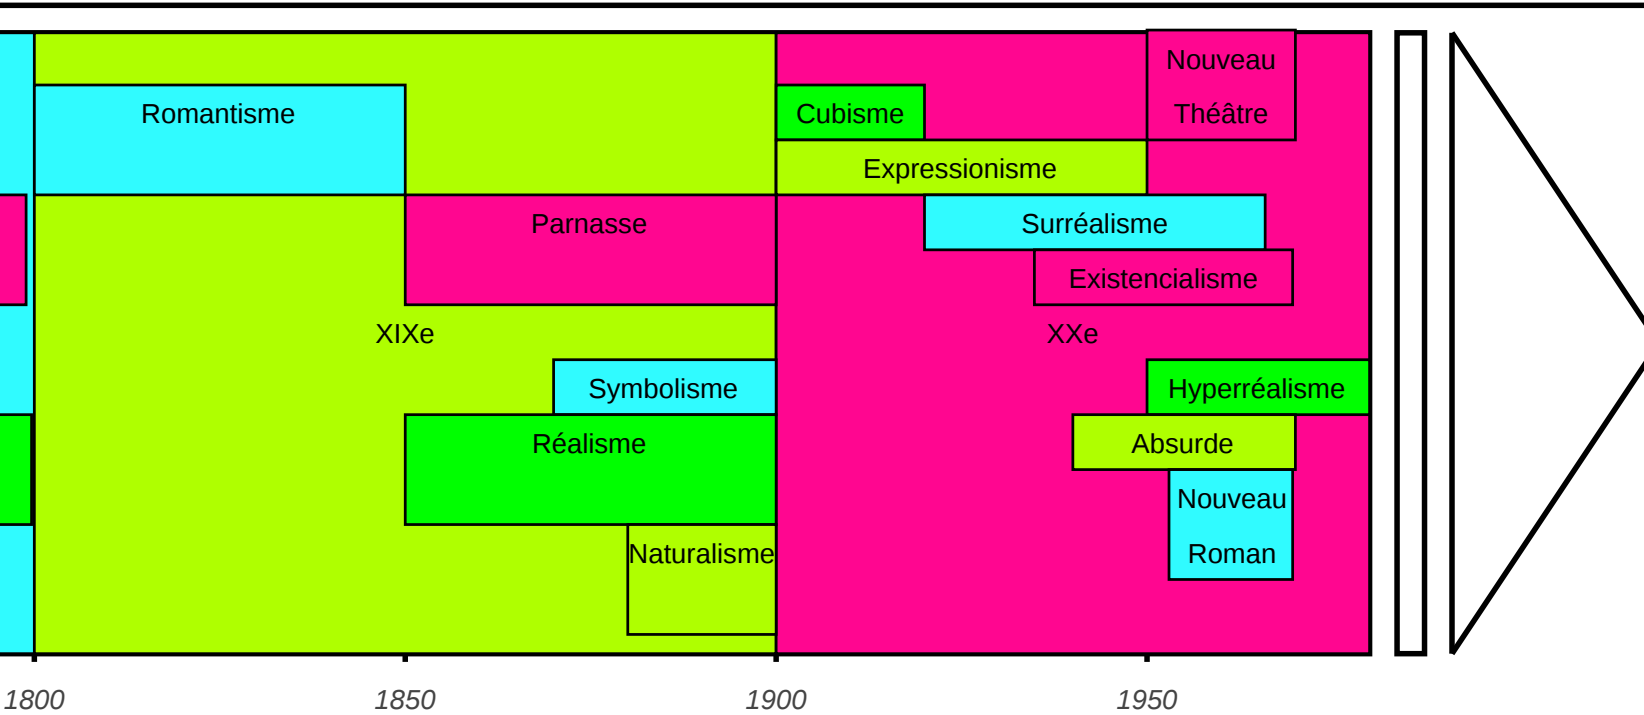 Nouveau
Théâtre
Romantisme
Cubisme
Expressionisme
Parnasse
Surréalisme
Existencialisme
XIXe
XXe
Symbolisme
Hyperréalisme
Réalisme
Absurde
Nouveau
Roman
Naturalisme
1800
1850
1900
1950